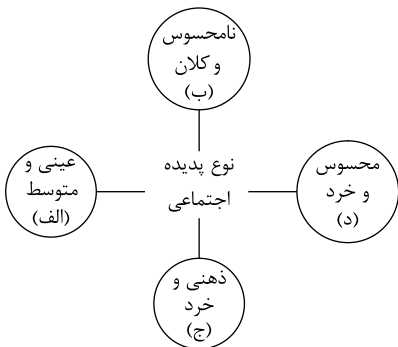 نامحسوس
و کلان
(ب)
محسوس
و خرد
(د)
نوع پدیده
اجتماعی
عینی و
متوسط
(الف)
ذهنی و
خرد
(ج)